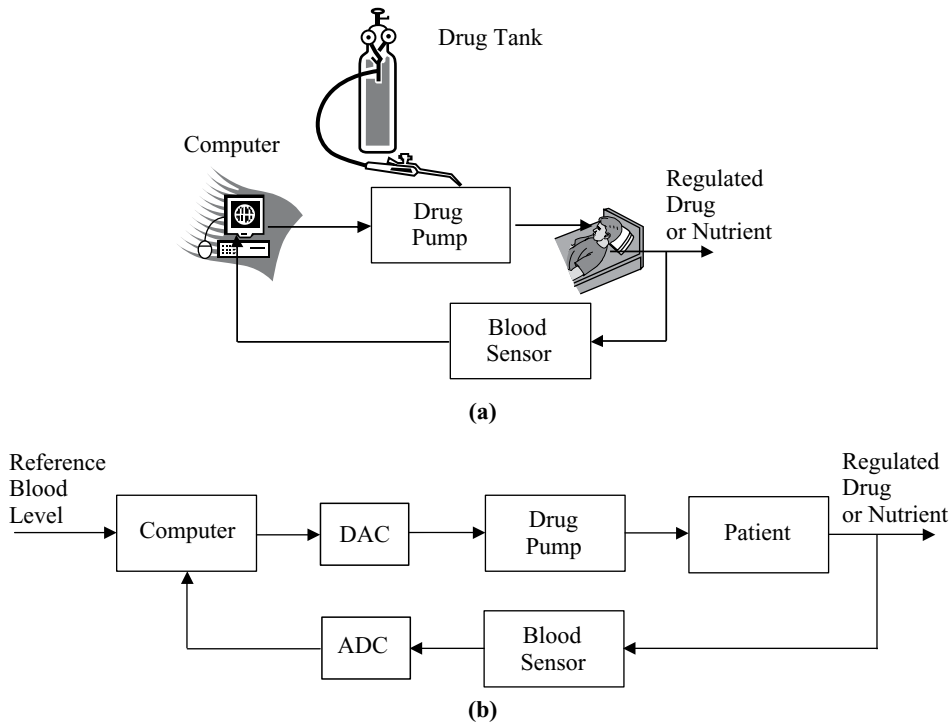 Drug Tank
Computer
Drug
Pump
Regulated
Drug
or Nutrient
Blood
Sensor
(a)
Reference
Blood
Level
Computer
DAC
Drug
Pump
Patient
Regulated
Drug
or Nutrient
ADC
Blood
Sensor
(b)